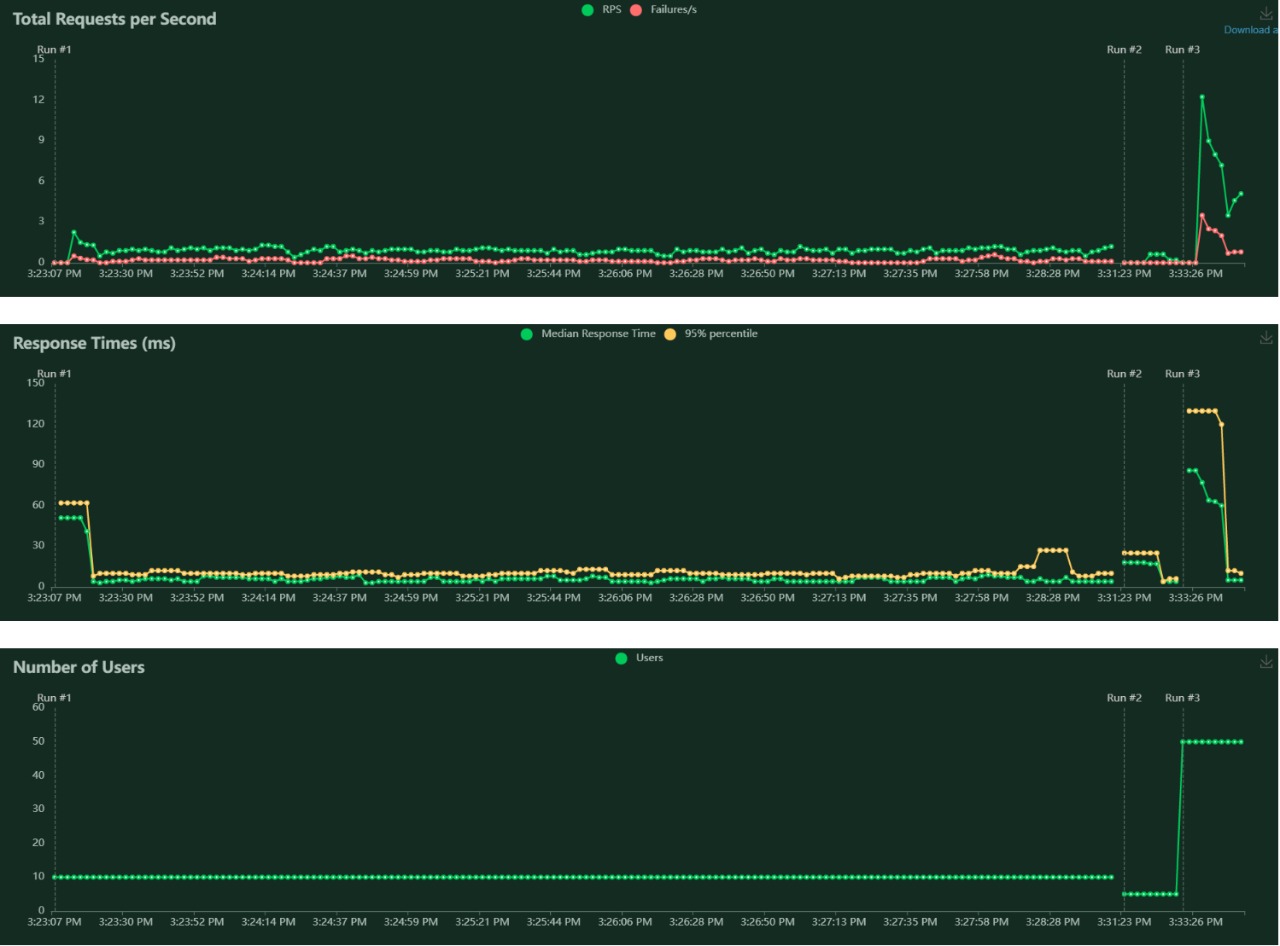 Total Requests per Second
RPS Failures/s
Download a
Run #1 Run #2 Run #3
15
12
9
6
3
0
3:23:07 PM 3:23:30 PM 3:23:52 PM 3:24:14 PM 3:24:37 PM 3:24:59 PM 3:25:21 PM 3:25:44 PM 3:26:06 PM 3:26:28 PM 3:26:50 PM 3:27:13 PM 3:27:35 PM 3:27:58 PM 3:28:28 PM 3:31:23 PM 3:33:26 PM
Response Times (ms)
Median Response Time 95% percentile
Run #1 Run #2 Run #3
150
120
90
60
30
0
3:23:07 PM 3:23:30 PM 3:23:52 PM 3:24:14 PM 3:24:37 PM 3:24:59 PM 3:25:21 PM 3:25:44 PM 3:26:06 PM 3:26:28 PM 3:26:50 PM 3:27:13 PM 3:27:35 PM 3:27:58 PM 3:28:28 PM 3:31:23 PM 3:33:26 PM
Number of Users
Users
Run #1 Run #2 Run #3
60
50
40
30
20
10
0
3:23:07 PM 3:23:30 PM 3:23:52 PM 3:24:14 PM 3:24:37 PM 3:24:59 PM 3:25:21 PM 3:25:44 PM 3:26:06 PM 3:26:28 PM 3:26:50 PM 3:27:13 PM 3:27:35 PM 3:27:58 PM 3:28:28 PM 3:31:23 PM 3:33:26 PM